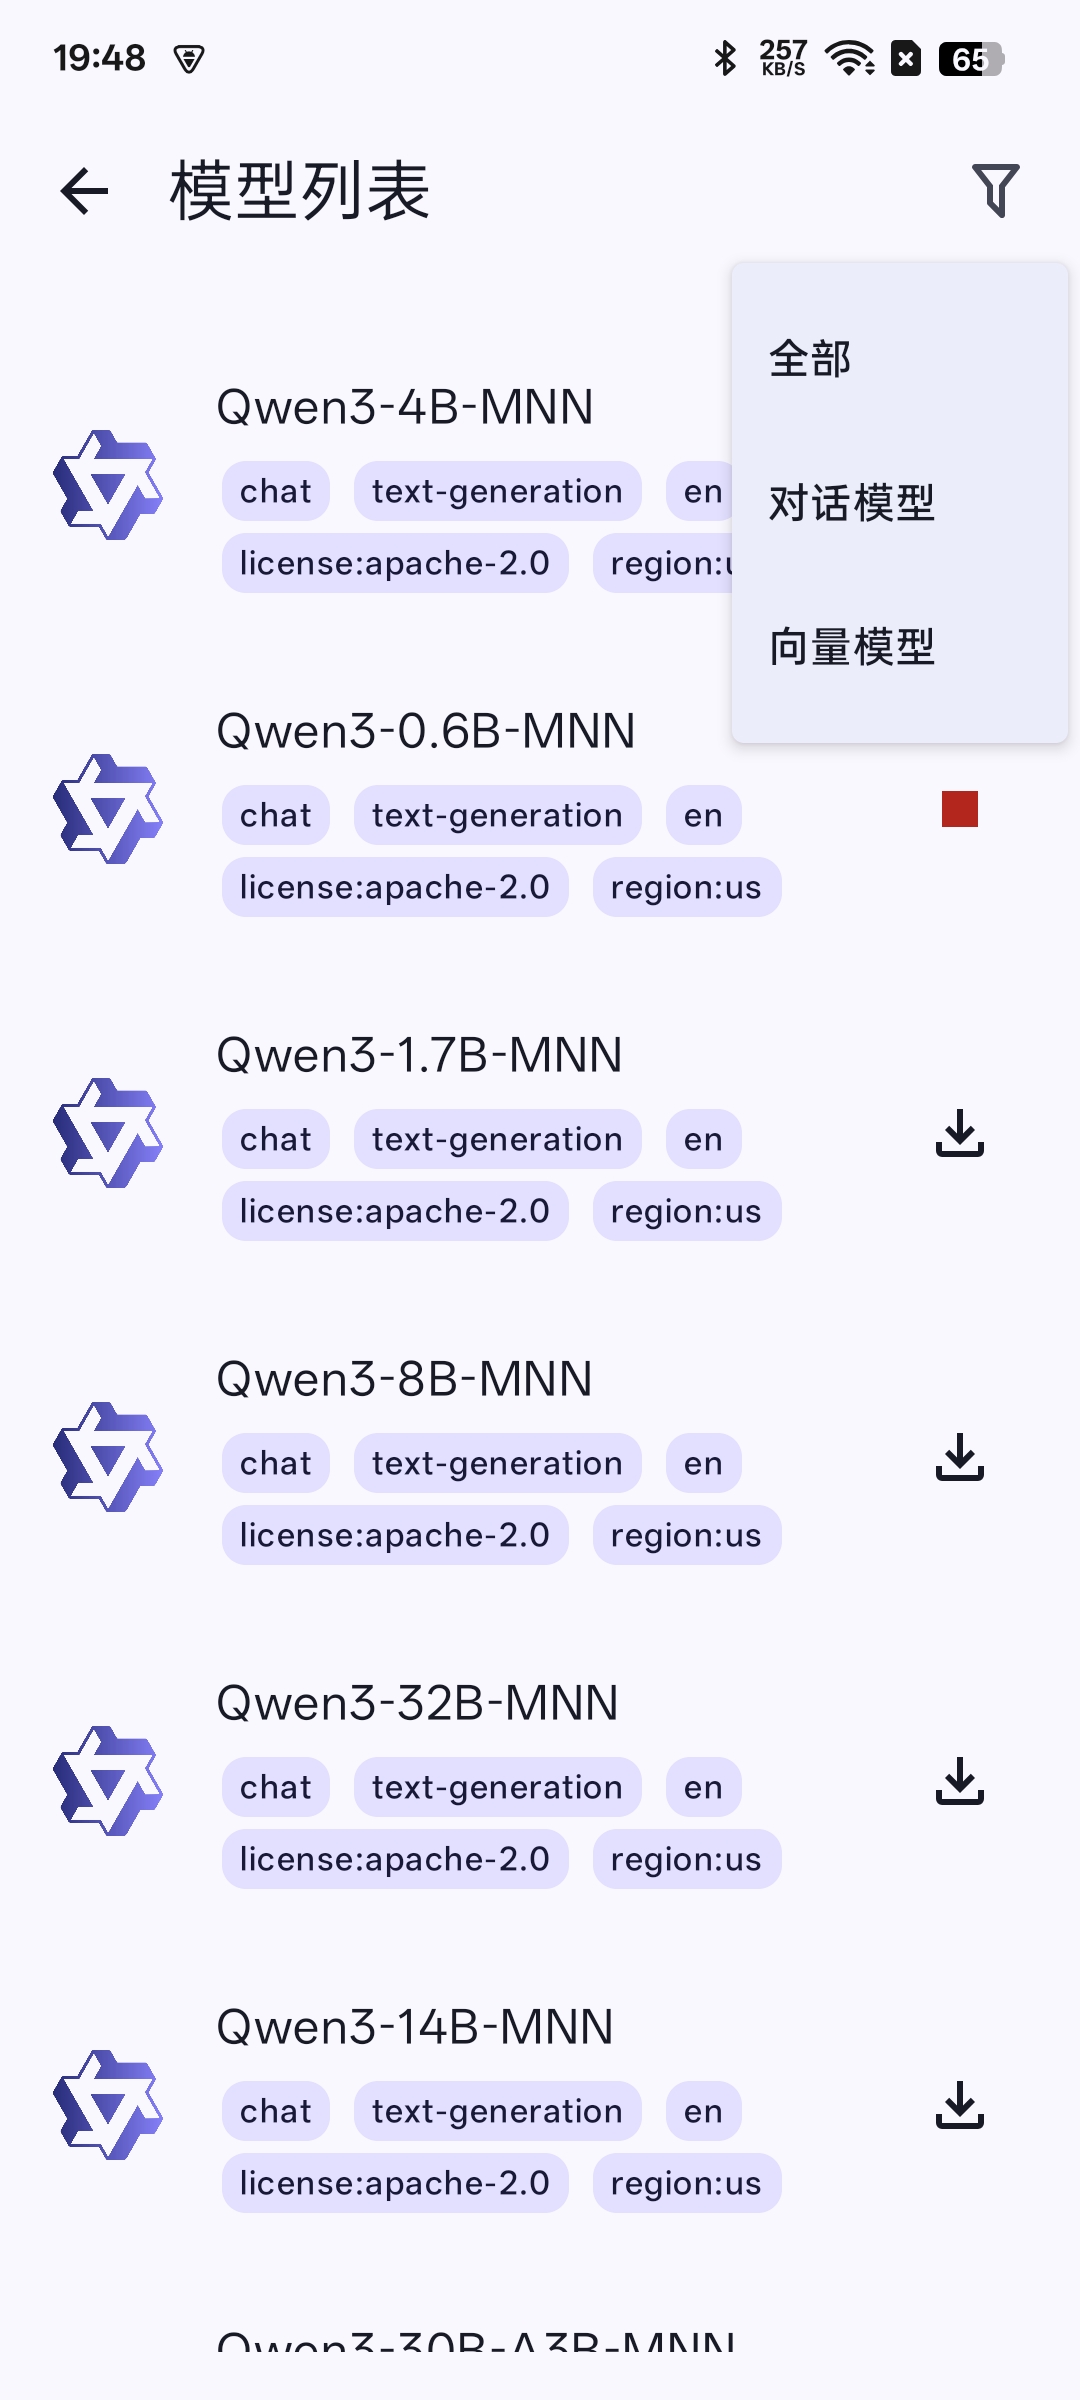 19:48
257
KB/S
65
模型列表
全部
对话模型
向量模型
Qwen3-4B-MNN
chat text-generation en
license:apache-2.0 region:
Qwen3-0.6B-MNN
chat text-generation en
license:apache-2.0 region:us
Qwen3-1.7B-MNN
chat text-generation en
license:apache-2.0 region:us
Qwen3-8B-MNN
chat text-generation en
license:apache-2.0 region:us
Qwen3-32B-MNN
chat text-generation en
license:apache-2.0 region:us
Qwen3-14B-MNN
chat text-generation en
license:apache-2.0 region:us
Qwen3-30B-A3B-MNN